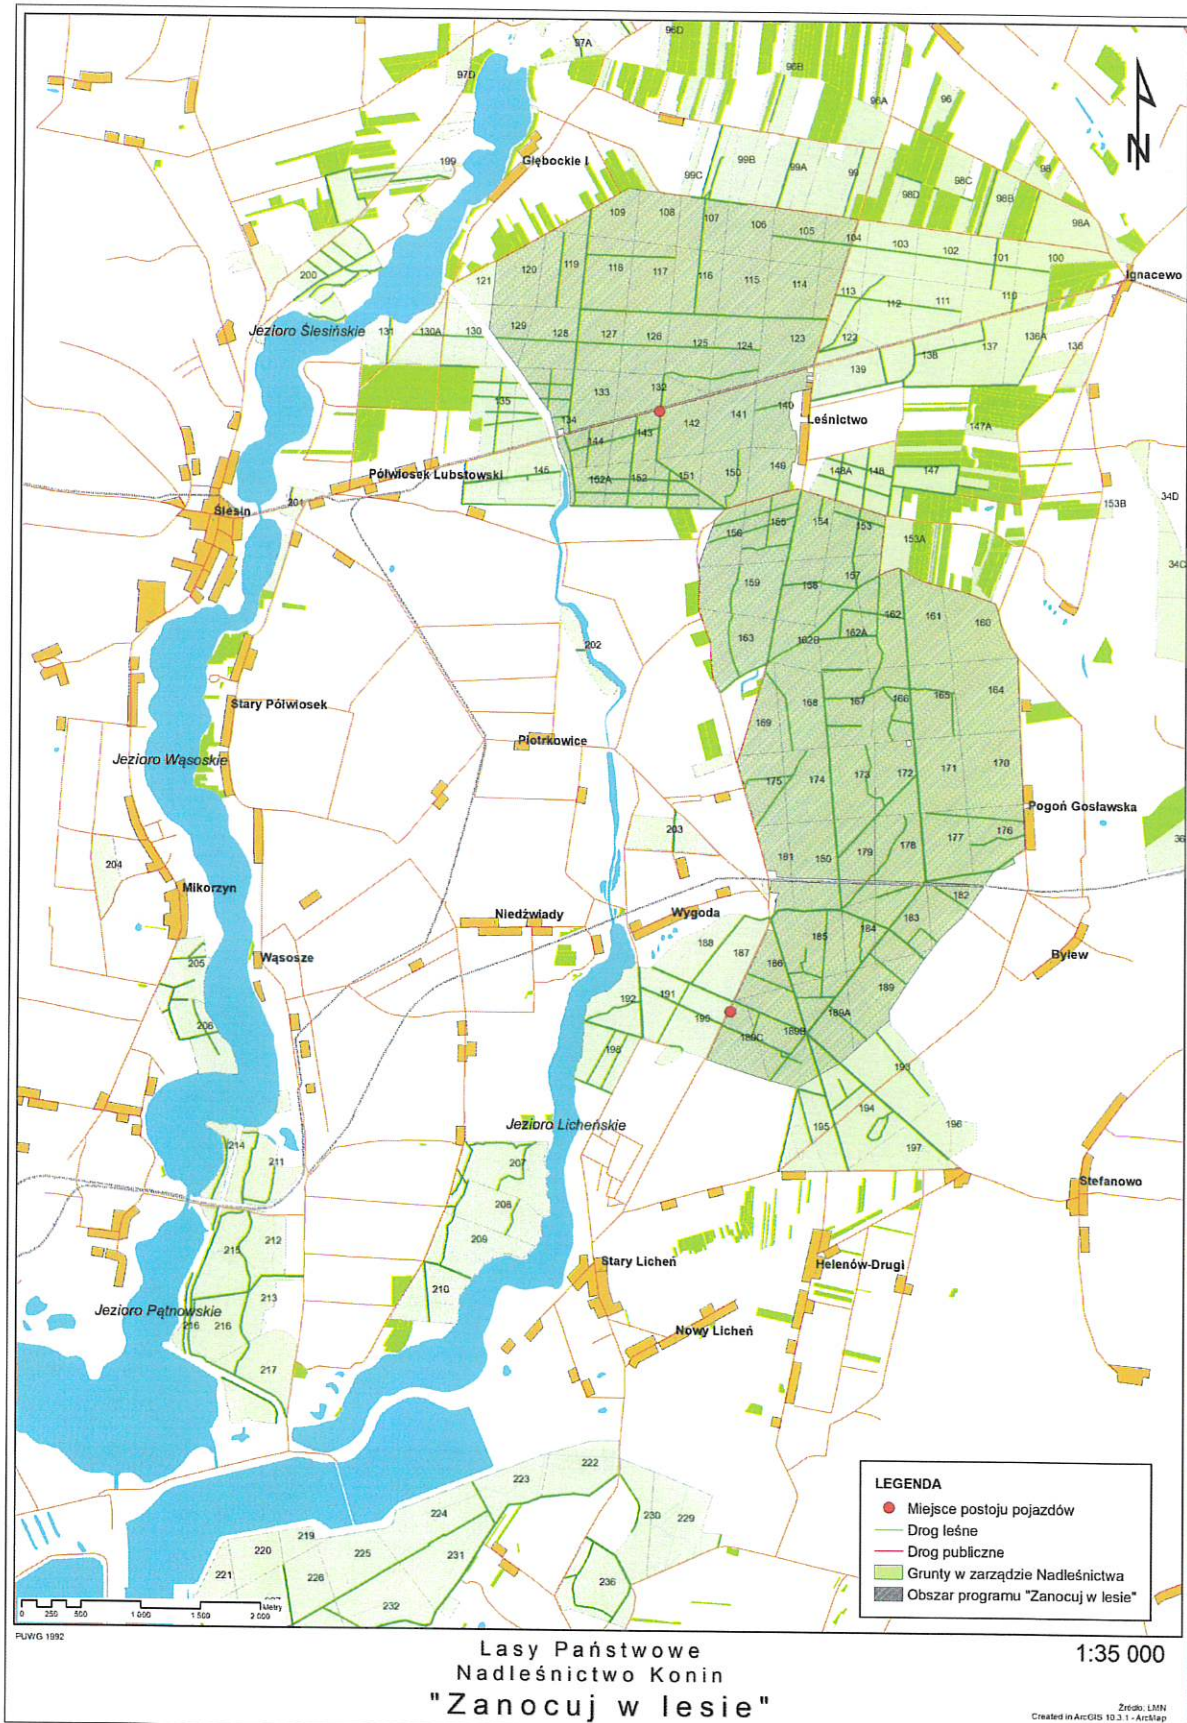 97A
96D
96B
97D
96A
96
199
Głębockie I
99C
99B
99A
99
98C
98
98D
98B
98A
109
108
107
106
105
104
103
102
101
100
Ignacewo
200
121
120
119
118
117
116
115
114
113
112
111
110
Jezioro Ślesińskie
131
130A
130
129
128
127
126
125
124
123
122
139
138
137
136A
136
135
133
132
134
144
143
142
141
140
Leśnictwo
147A
Półwiosek Lubstowski
145
152A
152
151
150
149
148A
148
147
153B
34D
34C
201
Ślesin
156
155
154
153
153A
159
158
157
163
162B
162A
162
161
160
202
Stary Półwiosek
Piotrkowice
169
168
167
166
165
164
Jezioro Wąsoskie
175
174
173
172
171
170
Pogoń Gosławska
203
204
181
180
179
178
177
176
36
Mikorzyn
182
Niedźwiady
Wygoda
188
187
185
184
183
Bylew
Wąsosze
205
206
192
191
190
186
189
189A
189B
189C
198
193
194
195
196
197
Jezioro Licheńskie
214
211
207
208
209
210
Stefanowo
215
212
213
Stary Licheń
Helenów-Drugi
Jezioro Pątnowskie
216
216
Nowy Licheń
217
222
223
224
230
229
219
220
221
225
226
231
232
236
N
LEGENDA
Miejsce postoju pojazdów
Drog leśne
Drog publiczne
Grunty w zarządzie Nadleśnictwa
Obszar programu "Zanocuj w lesie"
0 250 500 1 000 1 500 2 000
Metry
PUWG 1992
Lasy Państwowe
Nadleśnictwo Konin
"Zanocuj w lesie"
1:35 000
Źródło: LMN
Created in ArcGIS 10.3.1 - ArcMap